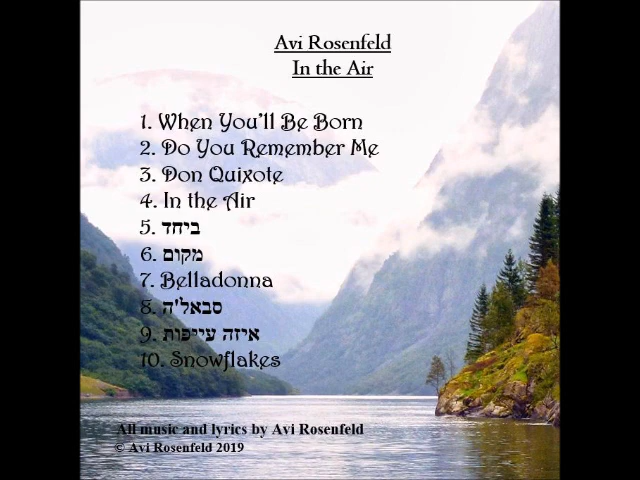 Avi Rosenfeld
In the Air
1. When You'll Be Born
2. Do You Remember Me
3. Don Quixote
4. In the Air
5. ביחד
6. מקום
7. Belladonna
8. סבאל'ה
9. איזה עייפות
10. Snowflakes
All music and lyrics by Avi Rosenfeld
© Avi Rosenfeld 2019